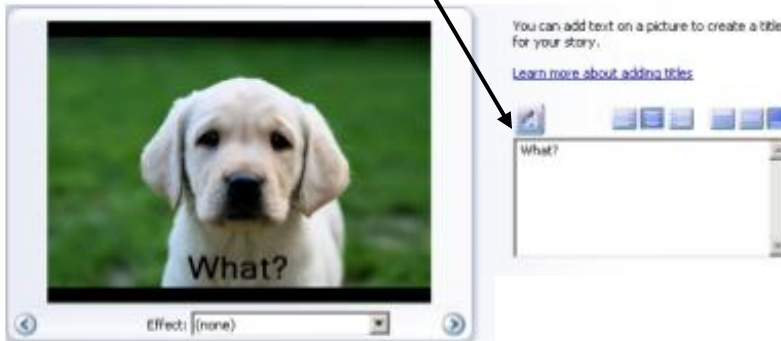 You can add text on a picture to create a title
for your story.
Learn more about adding titles
What?
What?
Effect: (none)